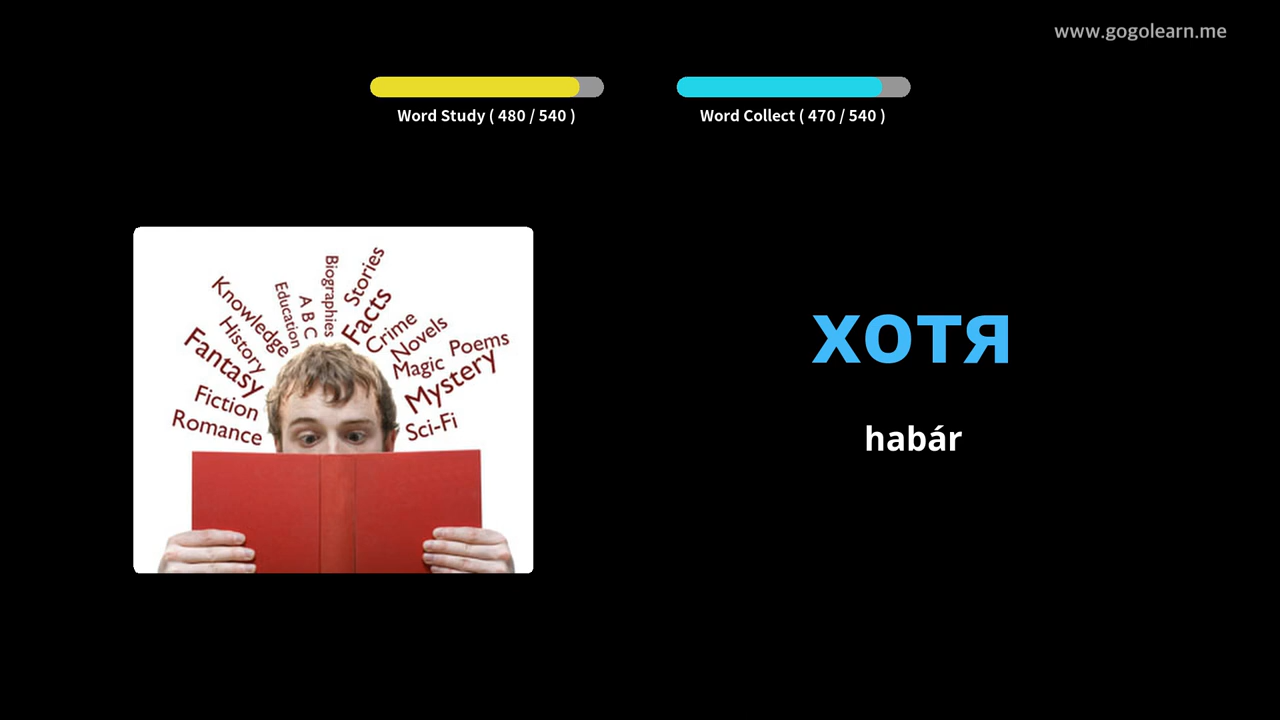 www.gogolearn.me
Word Study ( 480 / 540 )
Word Collect ( 470 / 540 )
Knowledge
History
Fantasy
Fiction
Romance
Education
A B C
Biographies
Stories
Facts
Crime
Novels
Magic
Poems
Mystery
Sci-Fi
хотя
habár